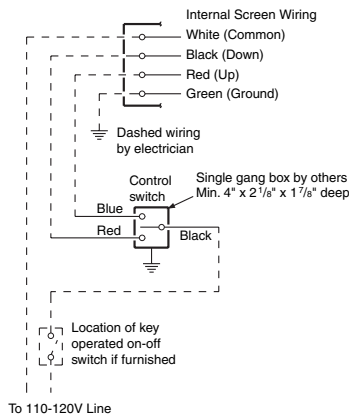 Internal Screen Wiring
White (Common)
Black (Down)
Red (Up)
Green (Ground)
Dashed wiring
by electrician
Control
switch
Single gang box by others
Min. 4" x 2 1/8" x 1 7/8" deep
Blue
Red
Black
Location of key
operated on-off
switch if furnished
To 110-120V Line